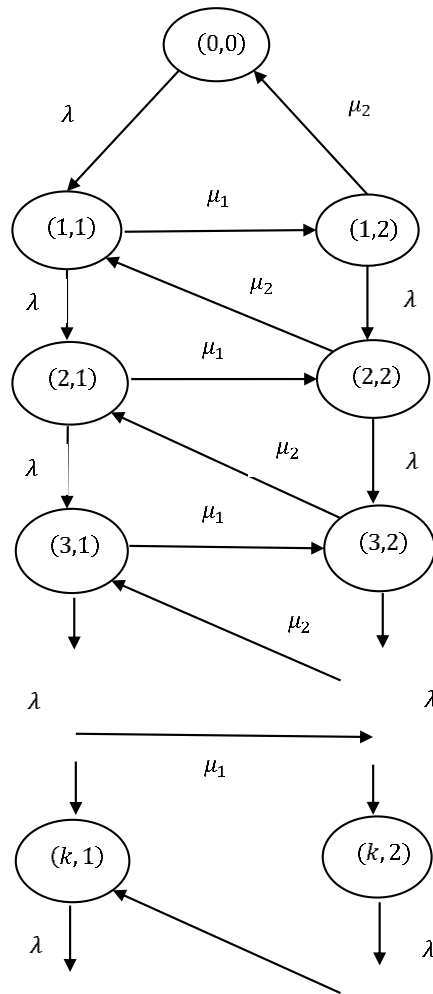 (0,0)
λ μ₂
μ₁
(1,1) (1,2)
λ μ₂ λ
μ₁
(2,1) (2,2)
λ μ₂ λ
μ₁
(3,1) (3,2)
μ₂
λ λ
μ₁
(k, 1) (k, 2)
λ λ